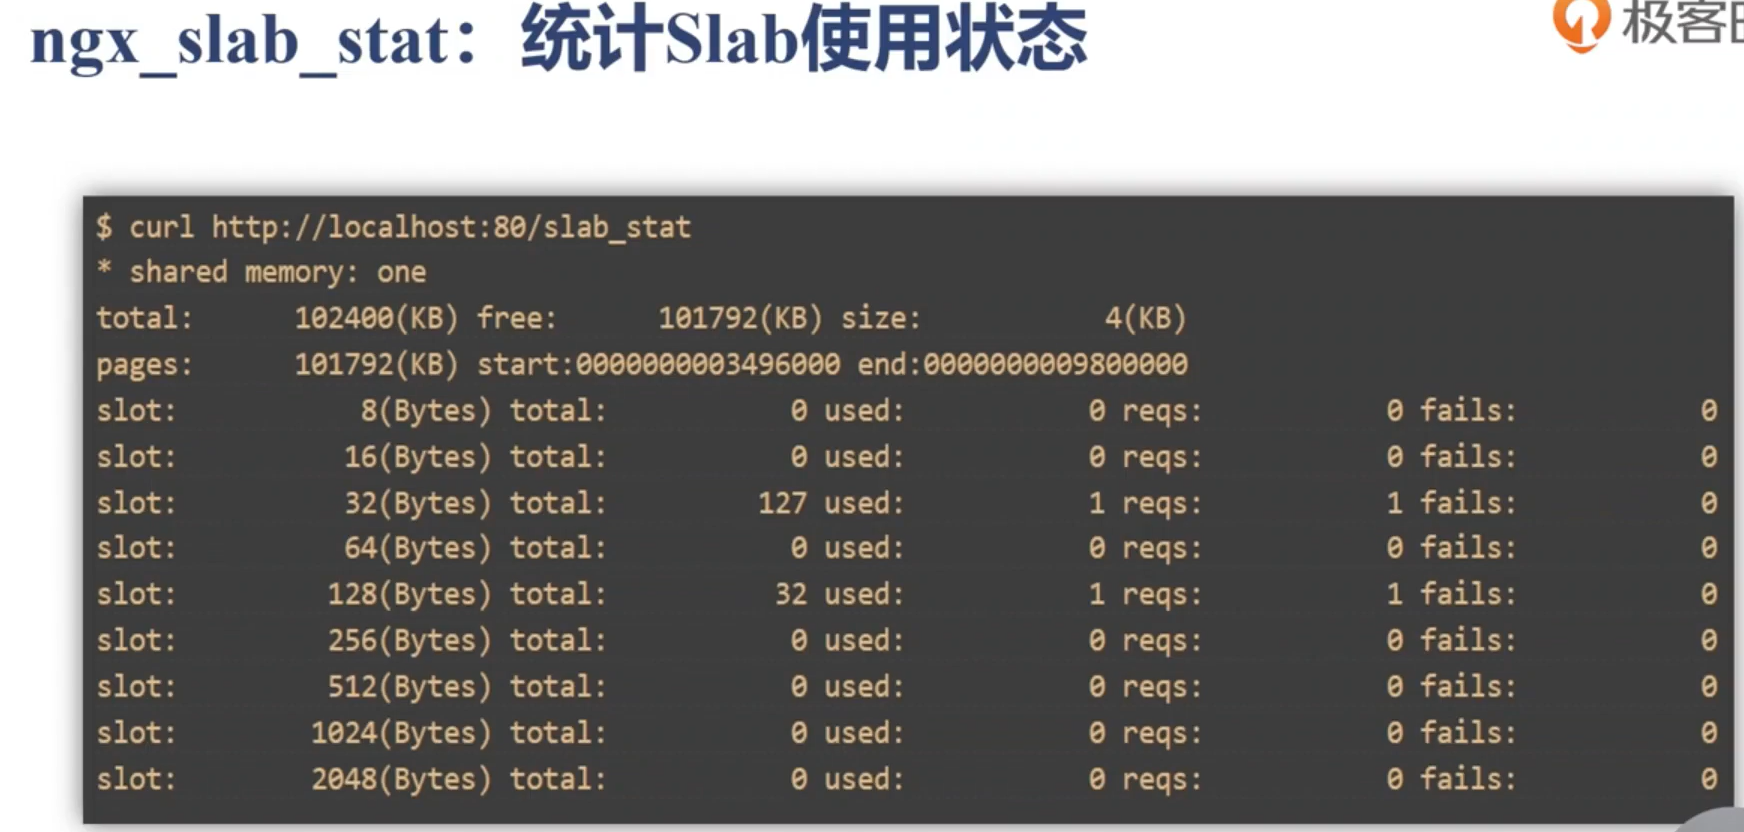 ngx_slab_stat：统计Slab使用状态
极客
$ curl http://localhost:80/slab_stat
* shared memory: one
total: 102400(KB) free: 101792(KB) size: 4(KB)
pages: 101792(KB) start:0000000003496000 end:0000000009800000
slot: 8(Bytes) total: 0 used: 0 reqs: 0 fails: 0
slot: 16(Bytes) total: 0 used: 0 reqs: 0 fails: 0
slot: 32(Bytes) total: 127 used: 1 reqs: 1 fails: 0
slot: 64(Bytes) total: 0 used: 0 reqs: 0 fails: 0
slot: 128(Bytes) total: 32 used: 1 reqs: 1 fails: 0
slot: 256(Bytes) total: 0 used: 0 reqs: 0 fails: 0
slot: 512(Bytes) total: 0 used: 0 reqs: 0 fails: 0
slot: 1024(Bytes) total: 0 used: 0 reqs: 0 fails: 0
slot: 2048(Bytes) total: 0 used: 0 reqs: 0 fails: 0